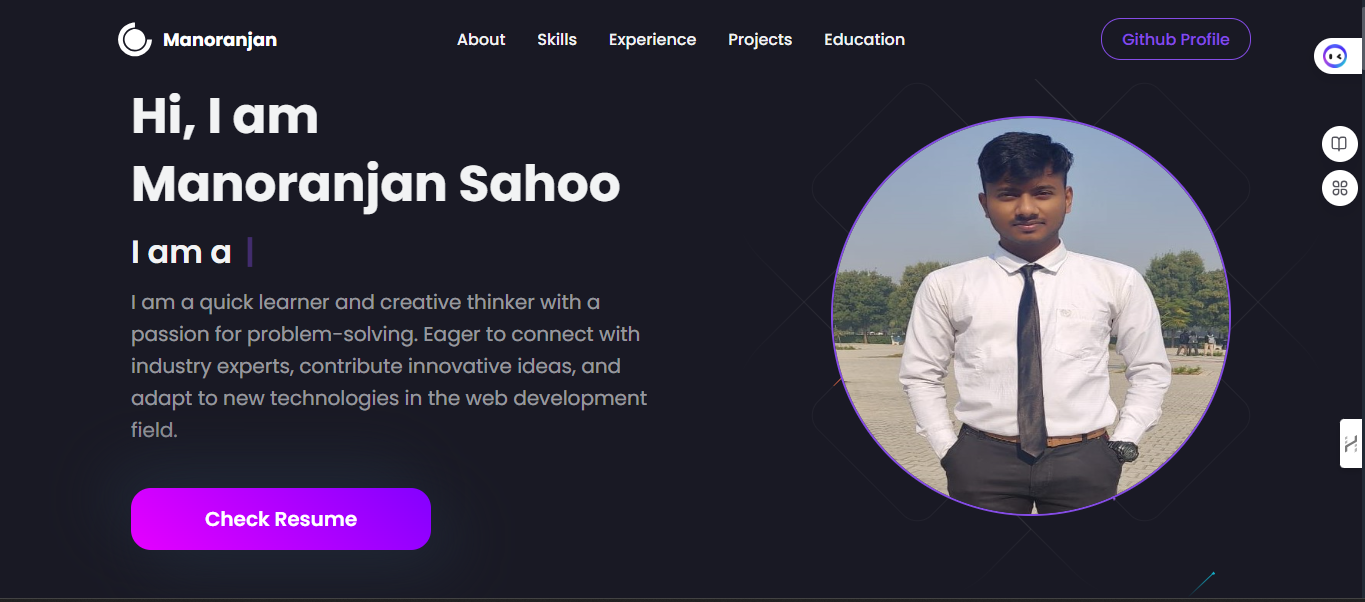 Manoranjan
About
Skills
Experience
Projects
Education
Github Profile
Hi, I am
Manoranjan Sahoo
I am a
I am a quick learner and creative thinker with a
passion for problem-solving. Eager to connect with
industry experts, contribute innovative ideas, and
adapt to new technologies in the web development
field.
Check Resume